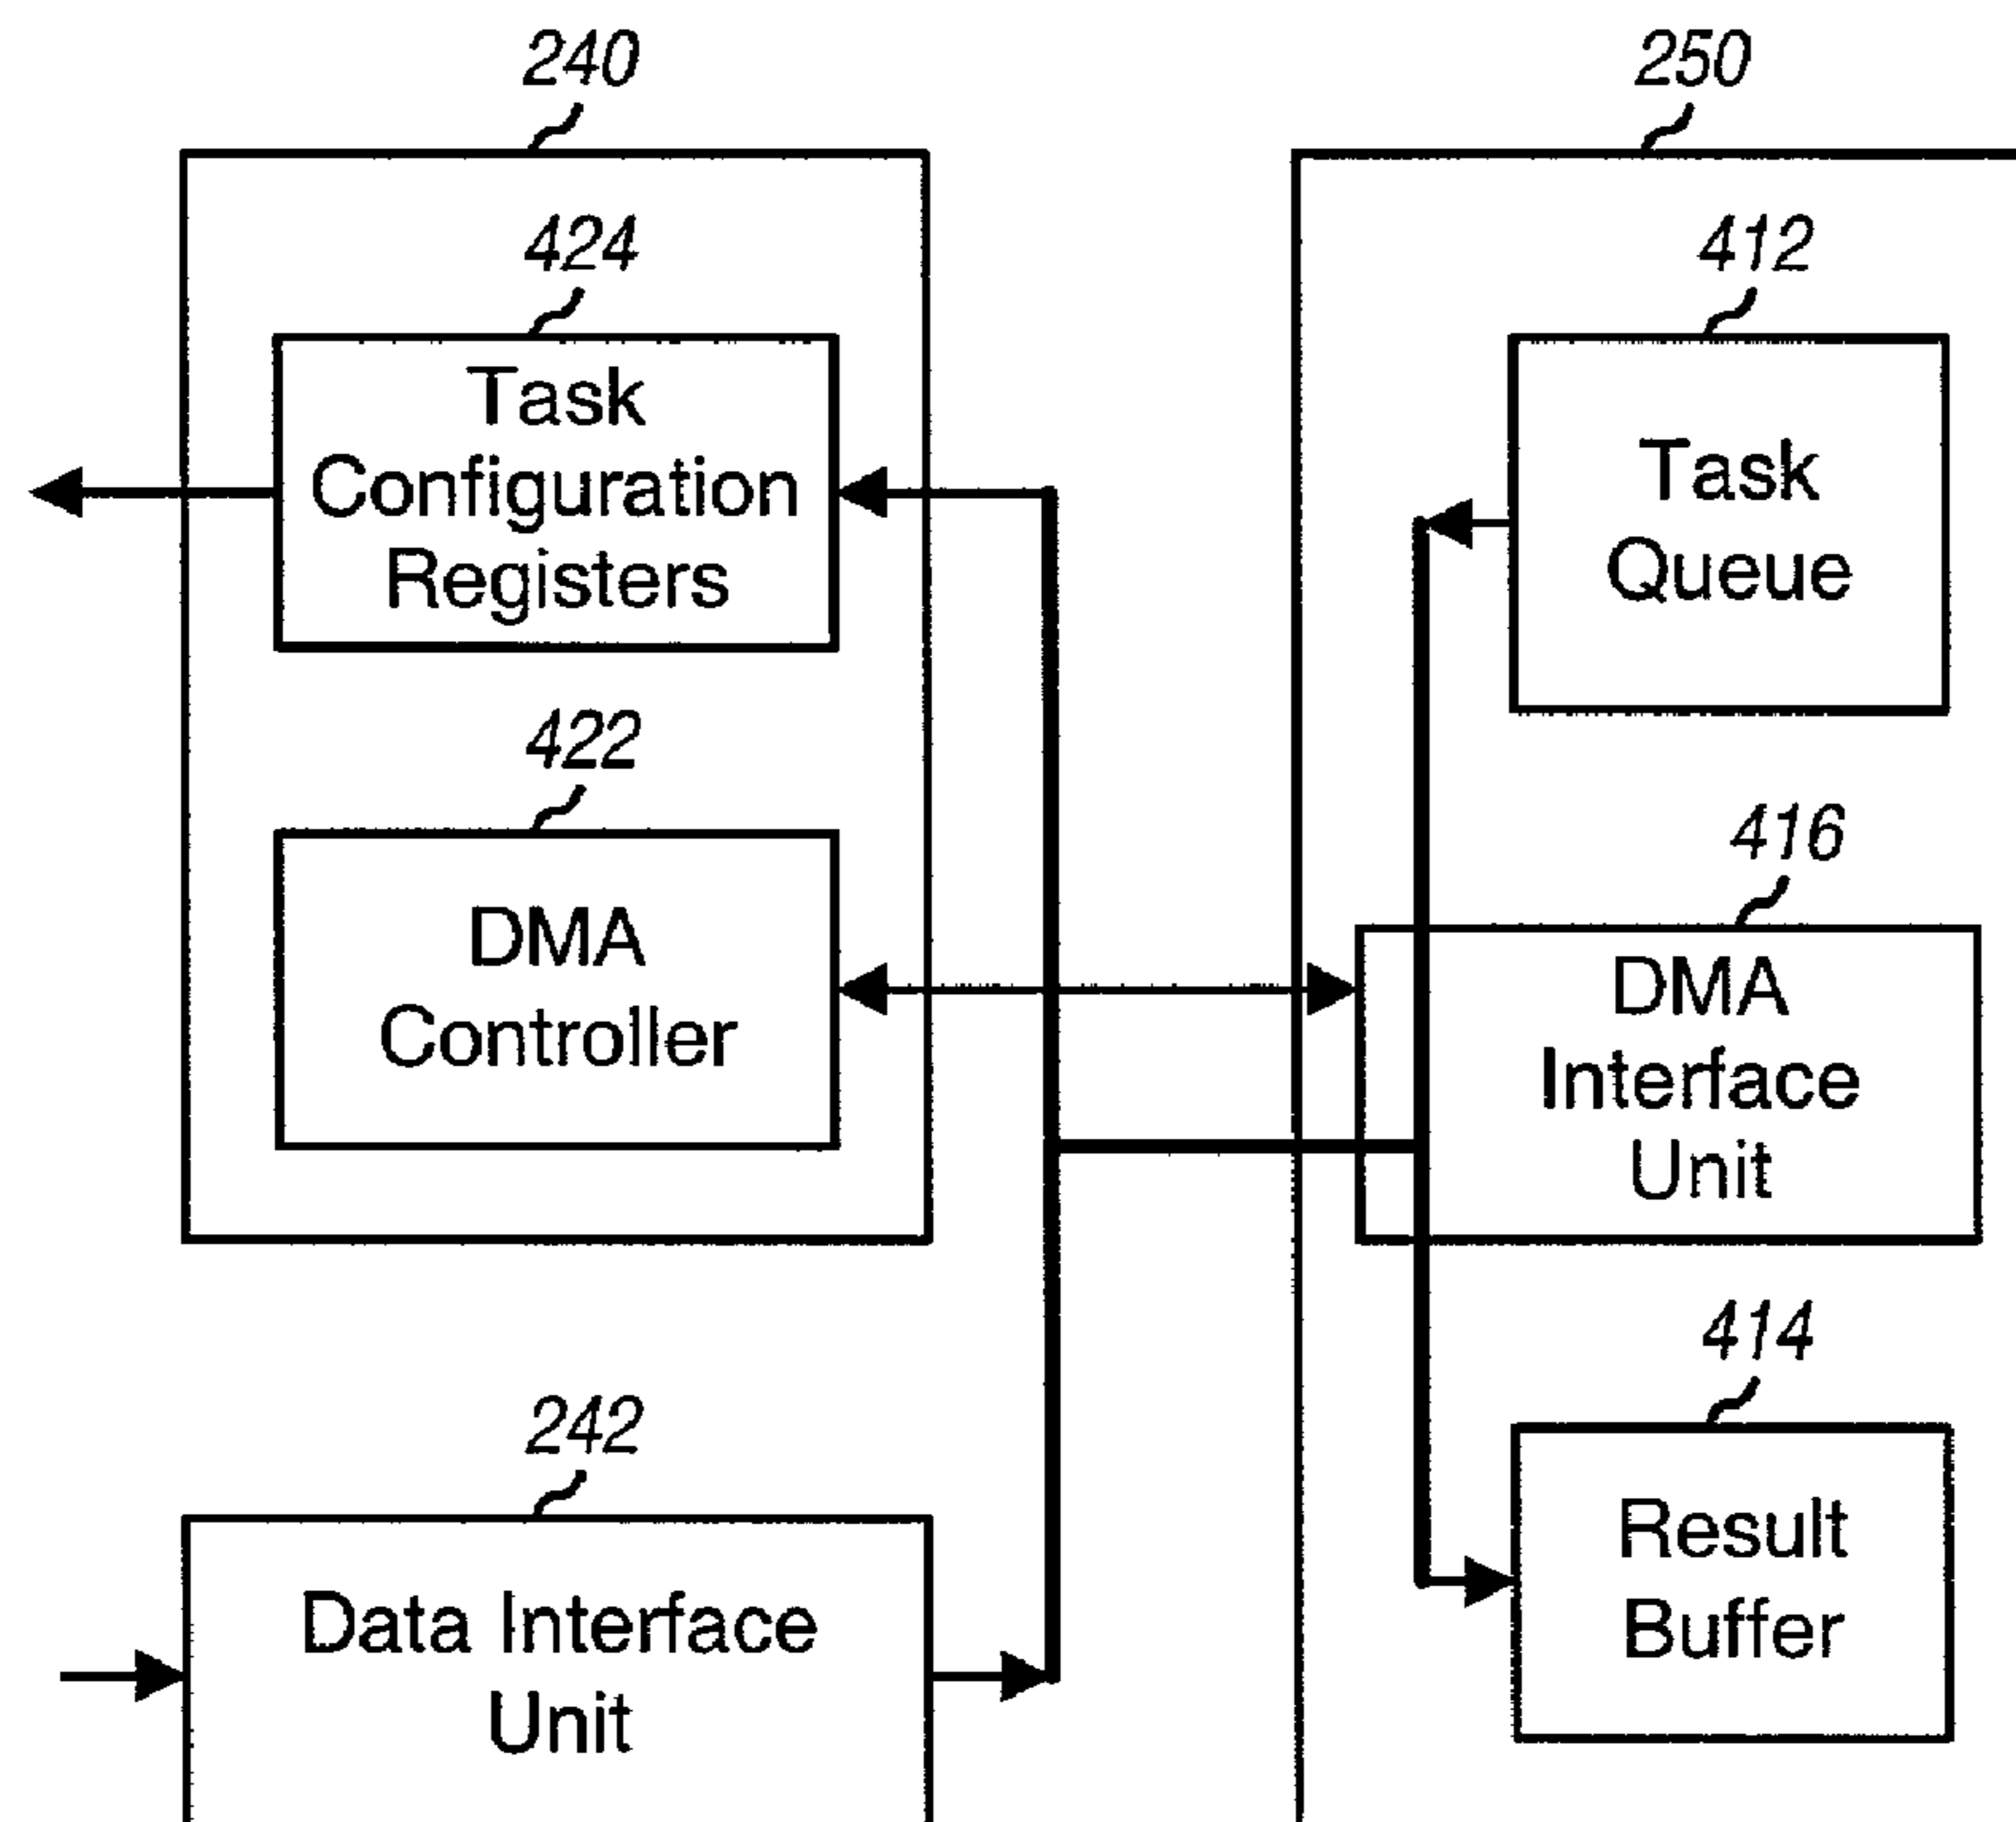 240
250
424
Task
Configuration
Registers
412
Task
Queue
422
DMA
Controller
416
DMA
Interface
Unit
414
Result
Buffer
242
Data Interface
Unit